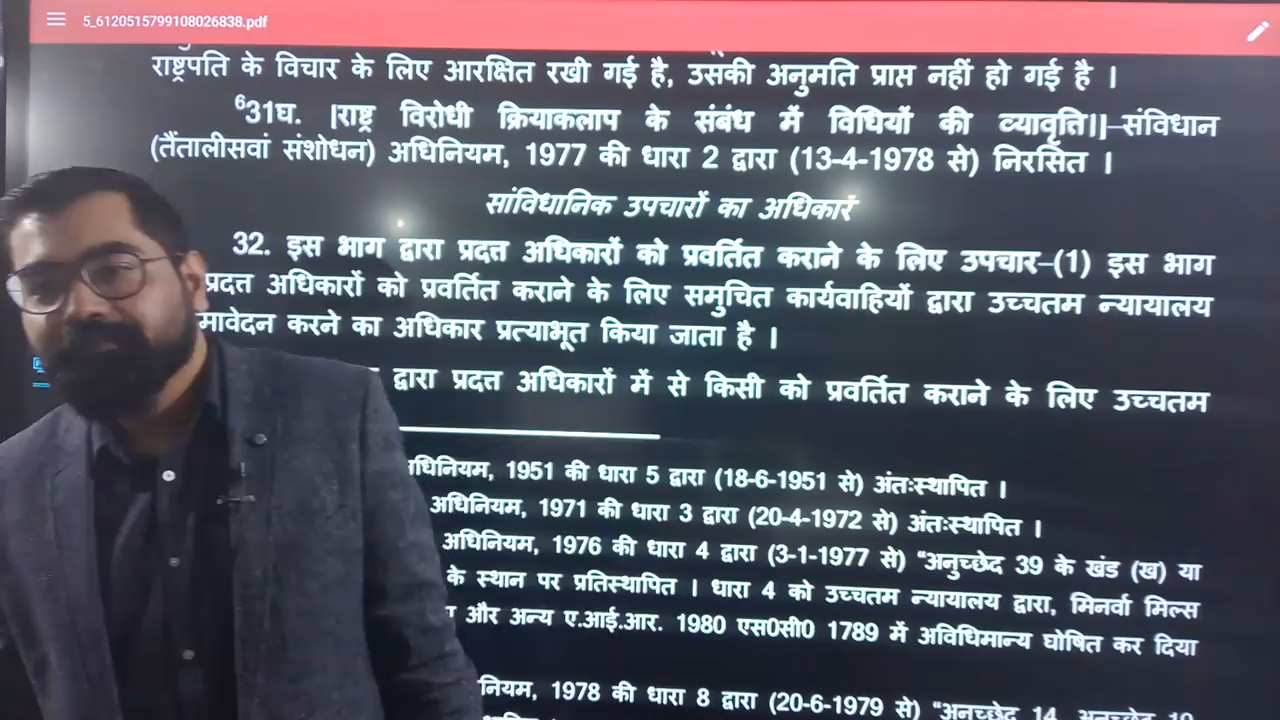 5_6120515799108026838.pdf
राष्ट्रपति के विचार के लिए आरक्षित रखी गई है, उसकी अनुमति प्राप्त नहीं हो गई है ।
⁶31घ. [राष्ट्र विरोधी क्रियाकलाप के संबंध में विधियों की व्यावृति।]–संविधान
(तैंतालीसवां संशोधन) अधिनियम, 1977 की धारा 2 द्वारा (13-4-1978 से) निरसित ।
सांविधानिक उपचारों का अधिकार
32. इस भाग द्वारा प्रदत्त अधिकारों को प्रवर्तित कराने के लिए उपचार–(1) इस भाग
प्रदत्त अधिकारों को प्रवर्तित कराने के लिए समुचित कार्यवाहियों द्वारा उच्चतम न्यायालय
मावेदन करने का अधिकार प्रत्याभूत किया जाता है ।
द्वारा प्रदत्त अधिकारों में से किसी को प्रवर्तित कराने के लिए उच्चतम
धिनियम, 1951 की धारा 5 द्वारा (18-6-1951 से) अंतःस्थापित ।
अधिनियम, 1971 की धारा 3 द्वारा (20-4-1972 से) अंतःस्थापित ।
अधिनियम, 1976 की धारा 4 द्वारा (3-1-1977 से) “अनुच्छेद 39 के खंड (ख) या
के स्थान पर प्रतिस्थापित । धारा 4 को उच्चतम न्यायालय द्वारा, मिनर्वा मिल्स
और अन्य ए.आई.आर. 1980 एस0सी0 1789 में अविधिमान्य घोषित कर दिया
नियम, 1978 की धारा 8 द्वारा (20-6-1979 से) “अनुच्छेद 14, अनुच्छेद 19